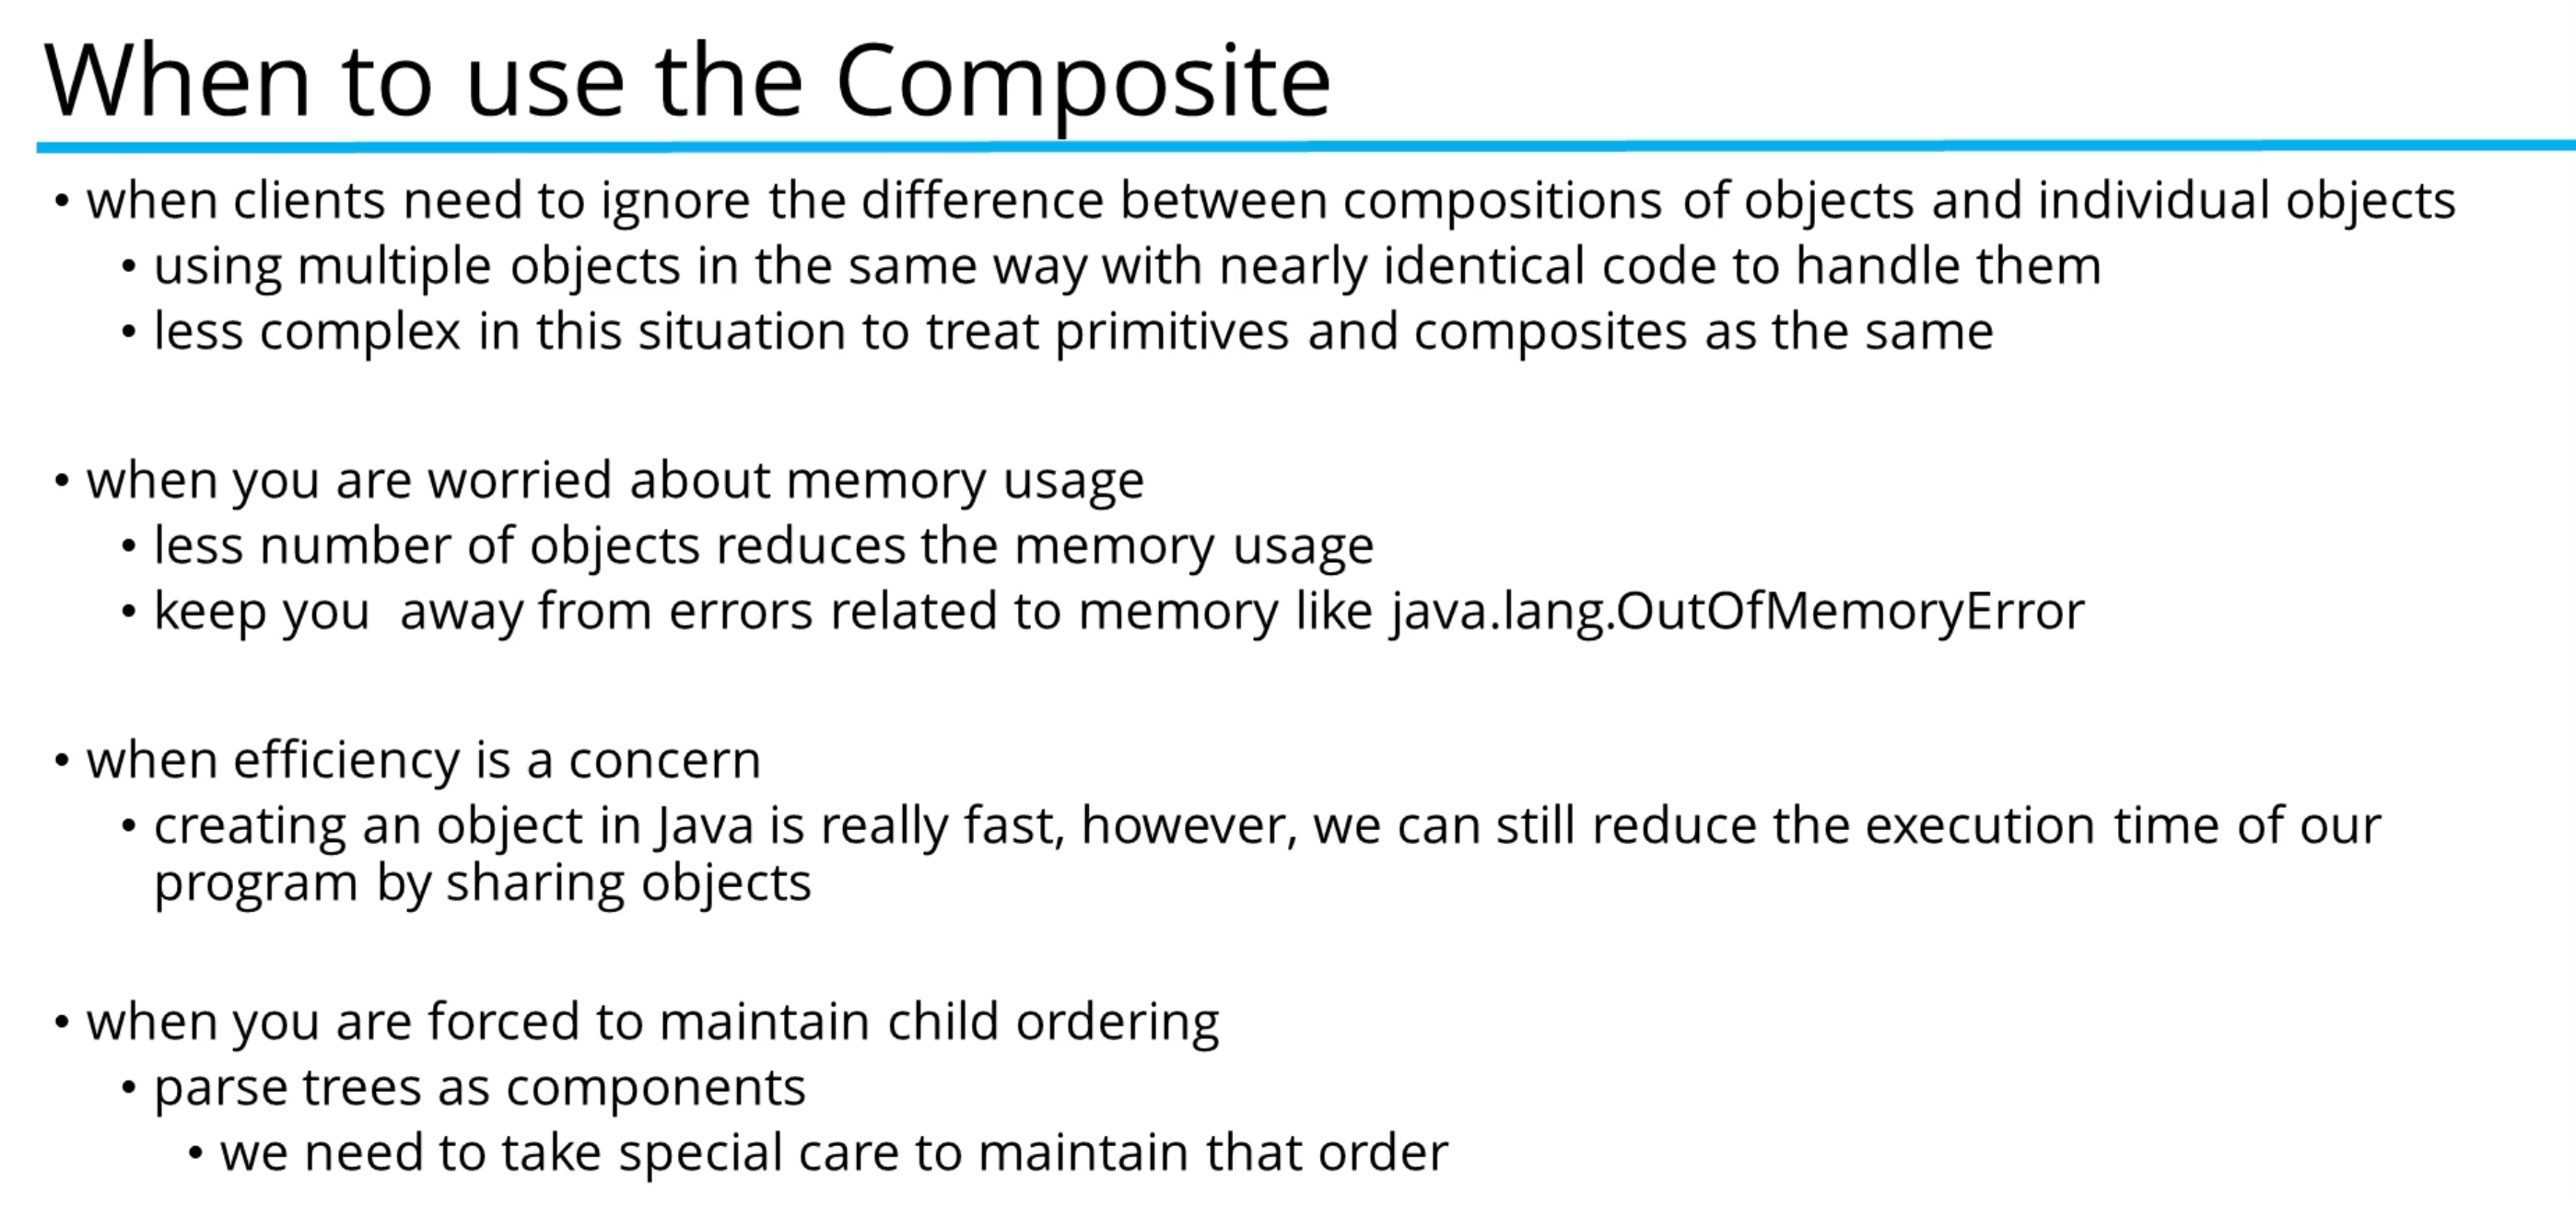 When to use the Composite
• when clients need to ignore the difference between compositions of objects and individual objects
• using multiple objects in the same way with nearly identical code to handle them
• less complex in this situation to treat primitives and composites as the same
• when you are worried about memory usage
• less number of objects reduces the memory usage
• keep you  away from errors related to memory like java.lang.OutOfMemoryError
• when efficiency is a concern
• creating an object in Java is really fast, however, we can still reduce the execution time of our
program by sharing objects
• when you are forced to maintain child ordering
• parse trees as components
• we need to take special care to maintain that order